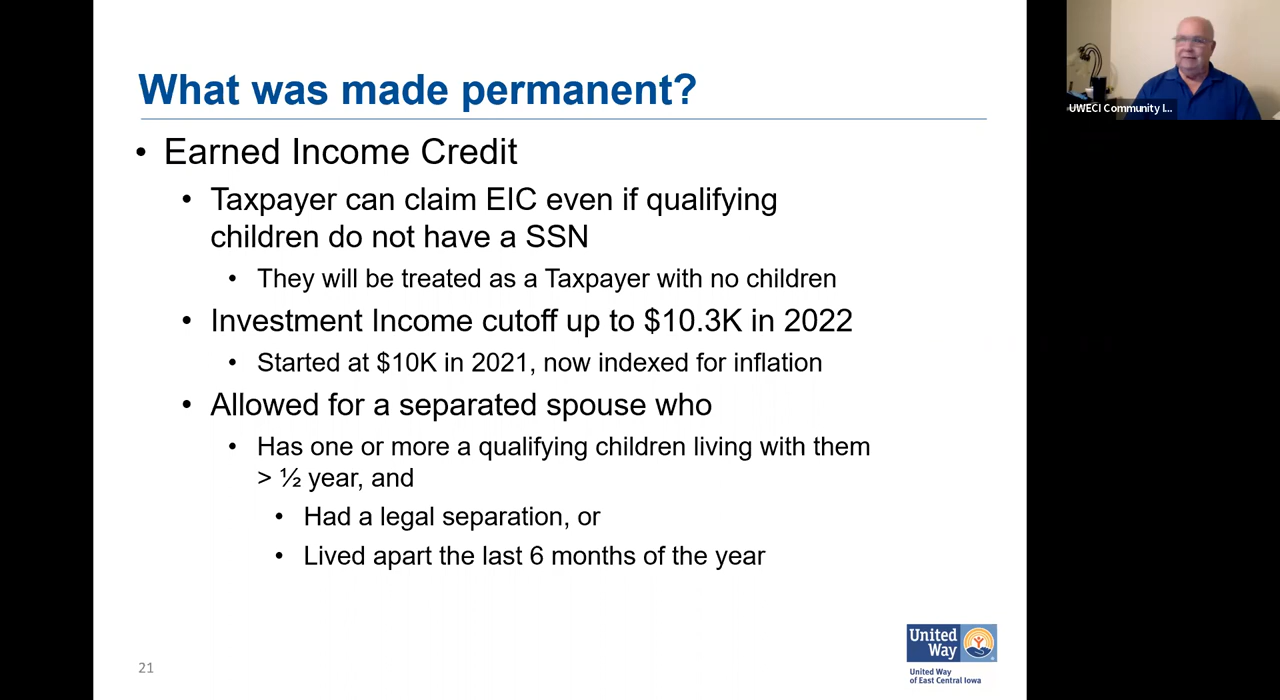 What was made permanent?
• Earned Income Credit
• Taxpayer can claim EIC even if qualifying
children do not have a SSN
• They will be treated as a Taxpayer with no children
• Investment Income cutoff up to $10.3K in 2022
• Started at $10K in 2021, now indexed for inflation
• Allowed for a separated spouse who
• Has one or more a qualifying children living with them
> ½ year, and
• Had a legal separation, or
• Lived apart the last 6 months of the year
21
United
Way
United Way
of East Central Iowa
UWECI Community I...